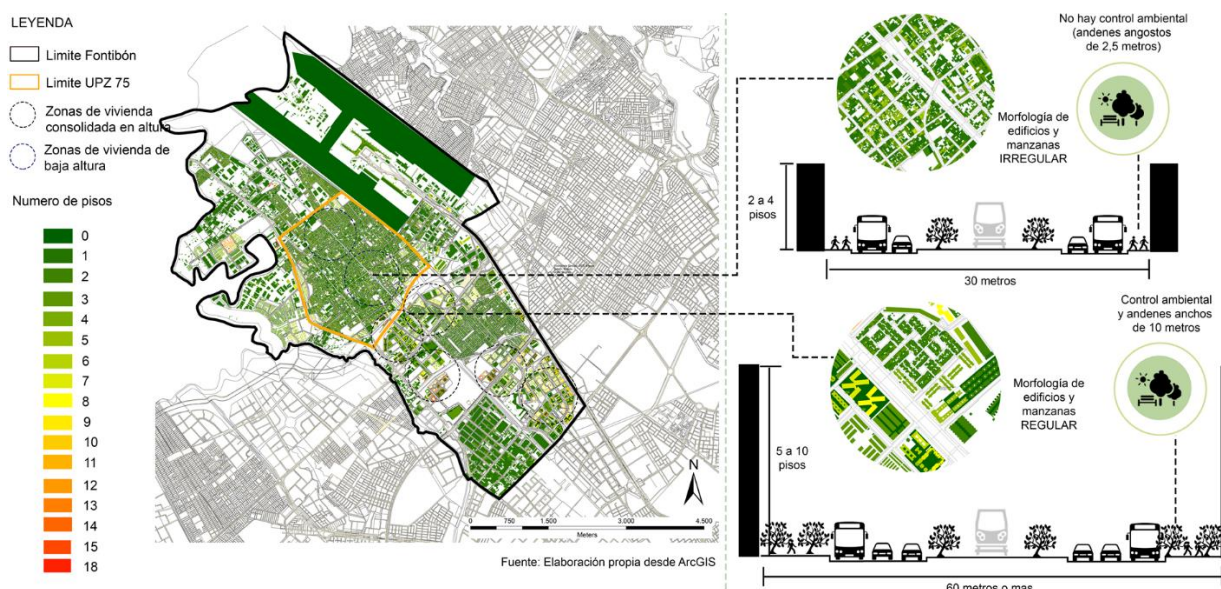 LEYENDA
Limite Fontibón
Limite UPZ 75
Zonas de vivienda
consolidada en altura
Zonas de vivienda de
baja altura
Numero de pisos
0
1
2
3
4
5
6
7
8
9
10
11
12
13
14
15
18
N
0 750 1.500 3.000 4.500
Meters
Fuente: Elaboración propia desde ArcGIS
No hay control ambiental
(andenes angostos
de 2,5 metros)
Morfología de
edificios y
manzanas
IRREGULAR
2 a 4
pisos
30 metros
Control ambiental
y andenes anchos
de 10 metros
Morfología de
edificios y
manzanas
REGULAR
5 a 10
pisos
60 metros o mas